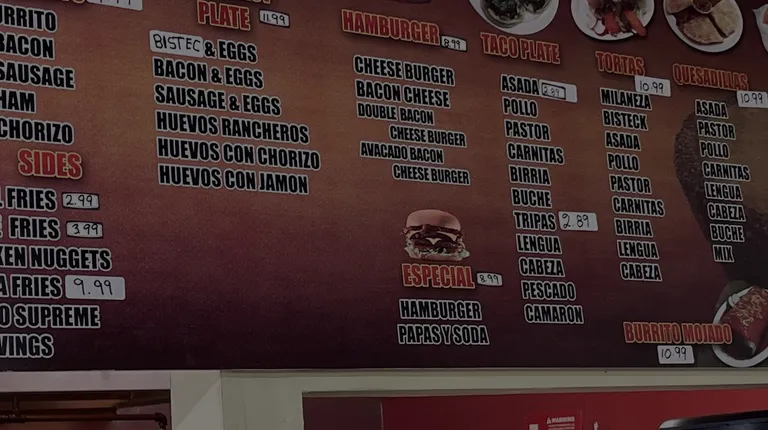 URRITO
BACON
SAUSAGE
HAM
CHORIZO
SIDES
FRIES 2.99
FRIES 3.99
KEN NUGGETS
A FRIES 9.99
O SUPREME
WINGS
PLATE 11.99
BISTEC & EGGS
BACON & EGGS
SAUSAGE & EGGS
HUEVOS RANCHEROS
HUEVOS CON CHORIZO
HUEVOS CON JAMON
HAMBURGER 8.99
CHEESE BURGER
BACON CHEESE
DOUBLE BACON
CHEESE BURGER
AVACADO BACON
CHEESE BURGER
ESPECIAL 8.99
HAMBURGER
PAPAS Y SODA
TACO PLATE
ASADA 2.89
POLLO
PASTOR
CARNITAS
BIRRIA
BUCHE
TRIPAS 2.89
LENGUA
CABEZA
PESCADO
CAMARON
TORTAS
10.99
MILANEZA
BISTECK
ASADA
POLLO
PASTOR
CARNITAS
BIRRIA
LENGUA
CABEZA
QUESADILLAS
10.99
ASADA
PASTOR
POLLO
CARNITAS
LENGUA
CABEZA
BUCHE
MIX
BURRITO MOJADO
10.99
WARNING